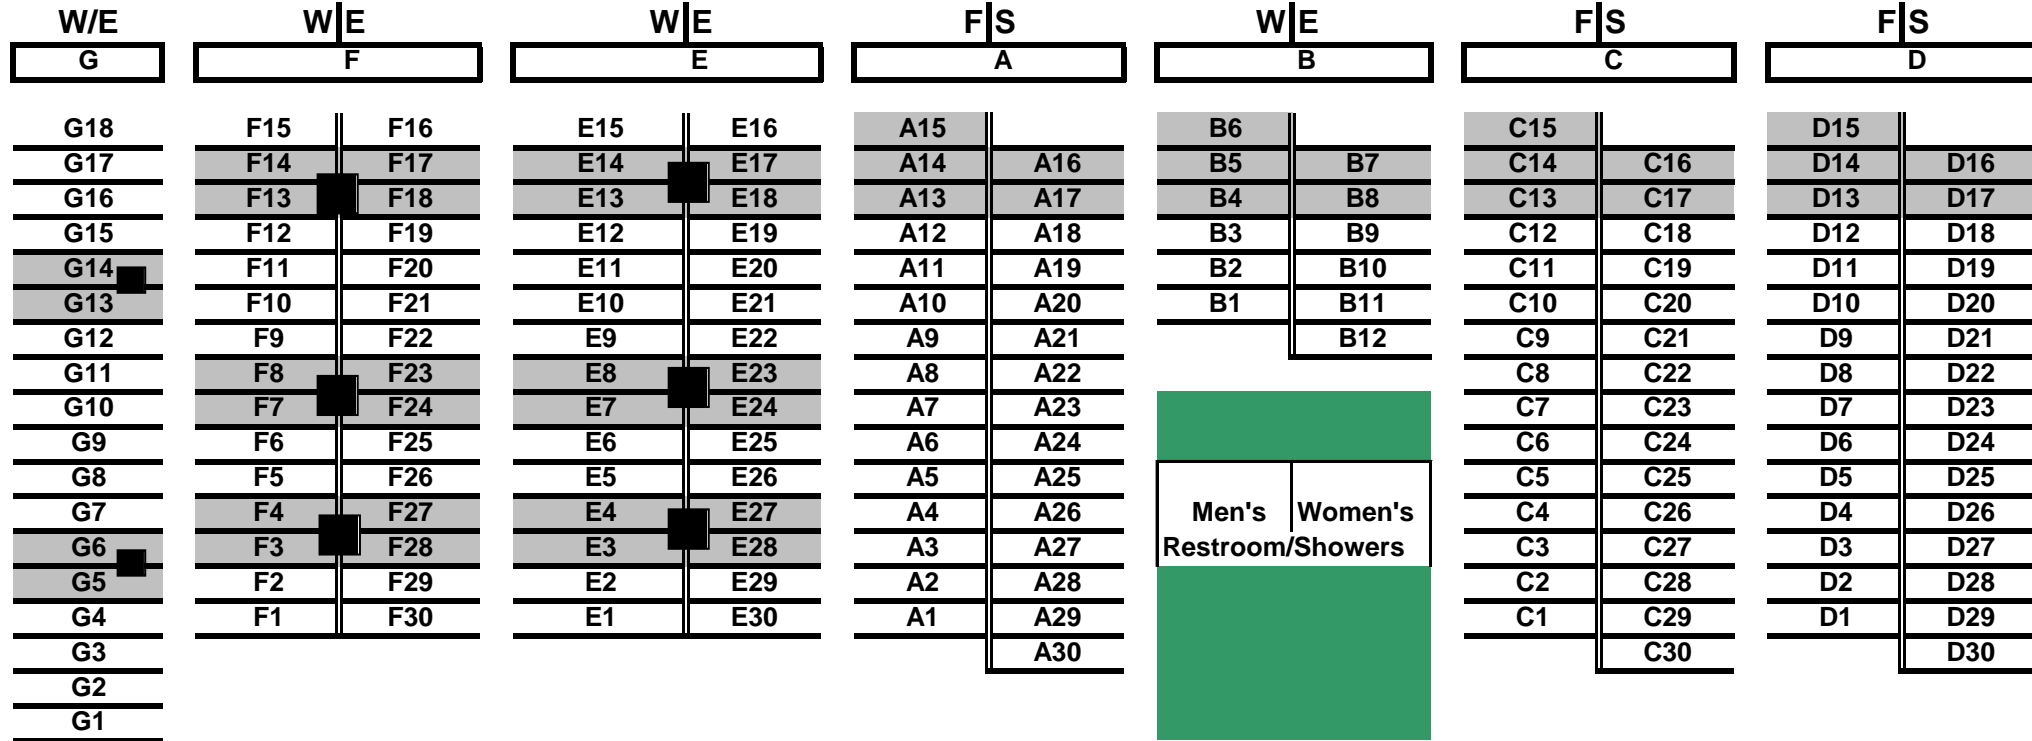 W/E W E W E F S W E F S F S
G F E A B C D
G18 F15 F16 E15 E16 A15 B6 C15 D15
G17 F14 F17 E14 E17 A14 A16 B5 B7 C14 C16 D14 D16
G16 F13 F18 E13 E18 A13 A17 B4 B8 C13 C17 D13 D17
G15 F12 F19 E12 E19 A12 A18 B3 B9 C12 C18 D12 D18
G14 F11 F20 E11 E20 A11 A19 B2 B10 C11 C19 D11 D19
G13 F10 F21 E10 E21 A10 A20 B1 B11 C10 C20 D10 D20
G12 F9 F22 E9 E22 A9 A21 B12 C9 C21 D9 D21
G11 F8 F23 E8 E23 A8 A22 C8 C22 D8 D22
G10 F7 F24 E7 E24 A7 A23 C7 C23 D7 D23
G9 F6 F25 E6 E25 A6 A24 C6 C24 D6 D24
G8 F5 F26 E5 E26 A5 A25 C5 C25 D5 D25
G7 F4 F27 E4 E27 A4 A26 Men's Women's C4 C26 D4 D26
G6 F3 F28 E3 E28 A3 A27 Restroom/Showers C3 C27 D3 D27
G5 F2 F29 E2 E29 A2 A28 C2 C28 D2 D28
G4 F1 F30 E1 E30 A1 A29 C1 C29 D1 D29
G3 A30 C30 D30
G2
G1